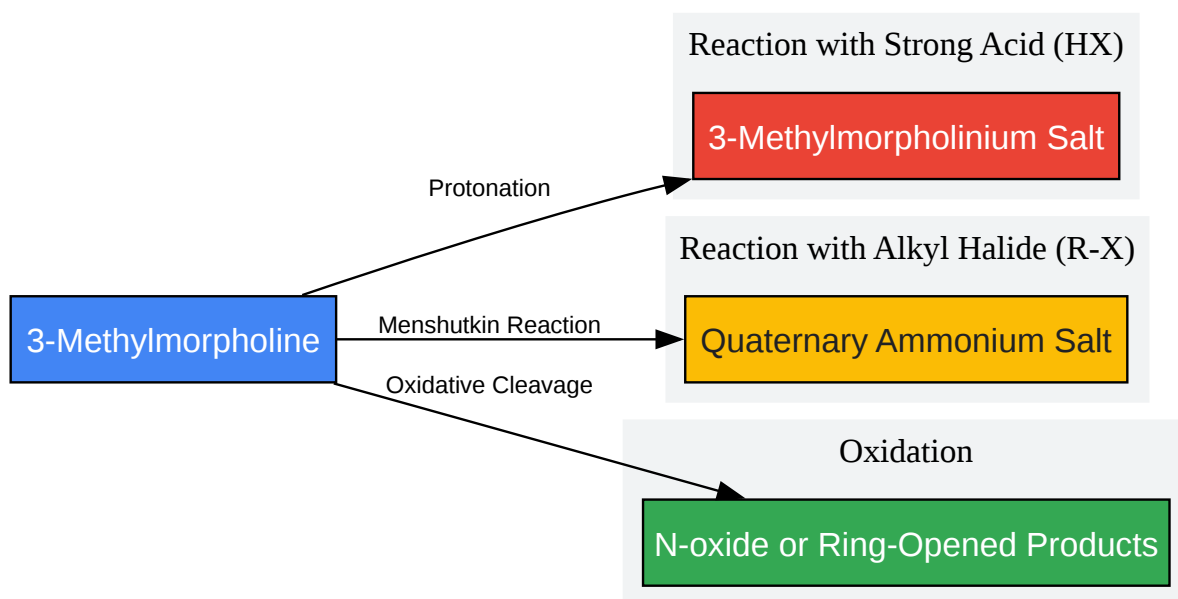 Reaction with Strong Acid (HX)
3-Methylmorpholinium Salt
Protonation
Reaction with Alkyl Halide (R-X)
3-Methylmorpholine
Menshutkin Reaction
Quaternary Ammonium Salt
Oxidative Cleavage
Oxidation
N-oxide or Ring-Opened Products